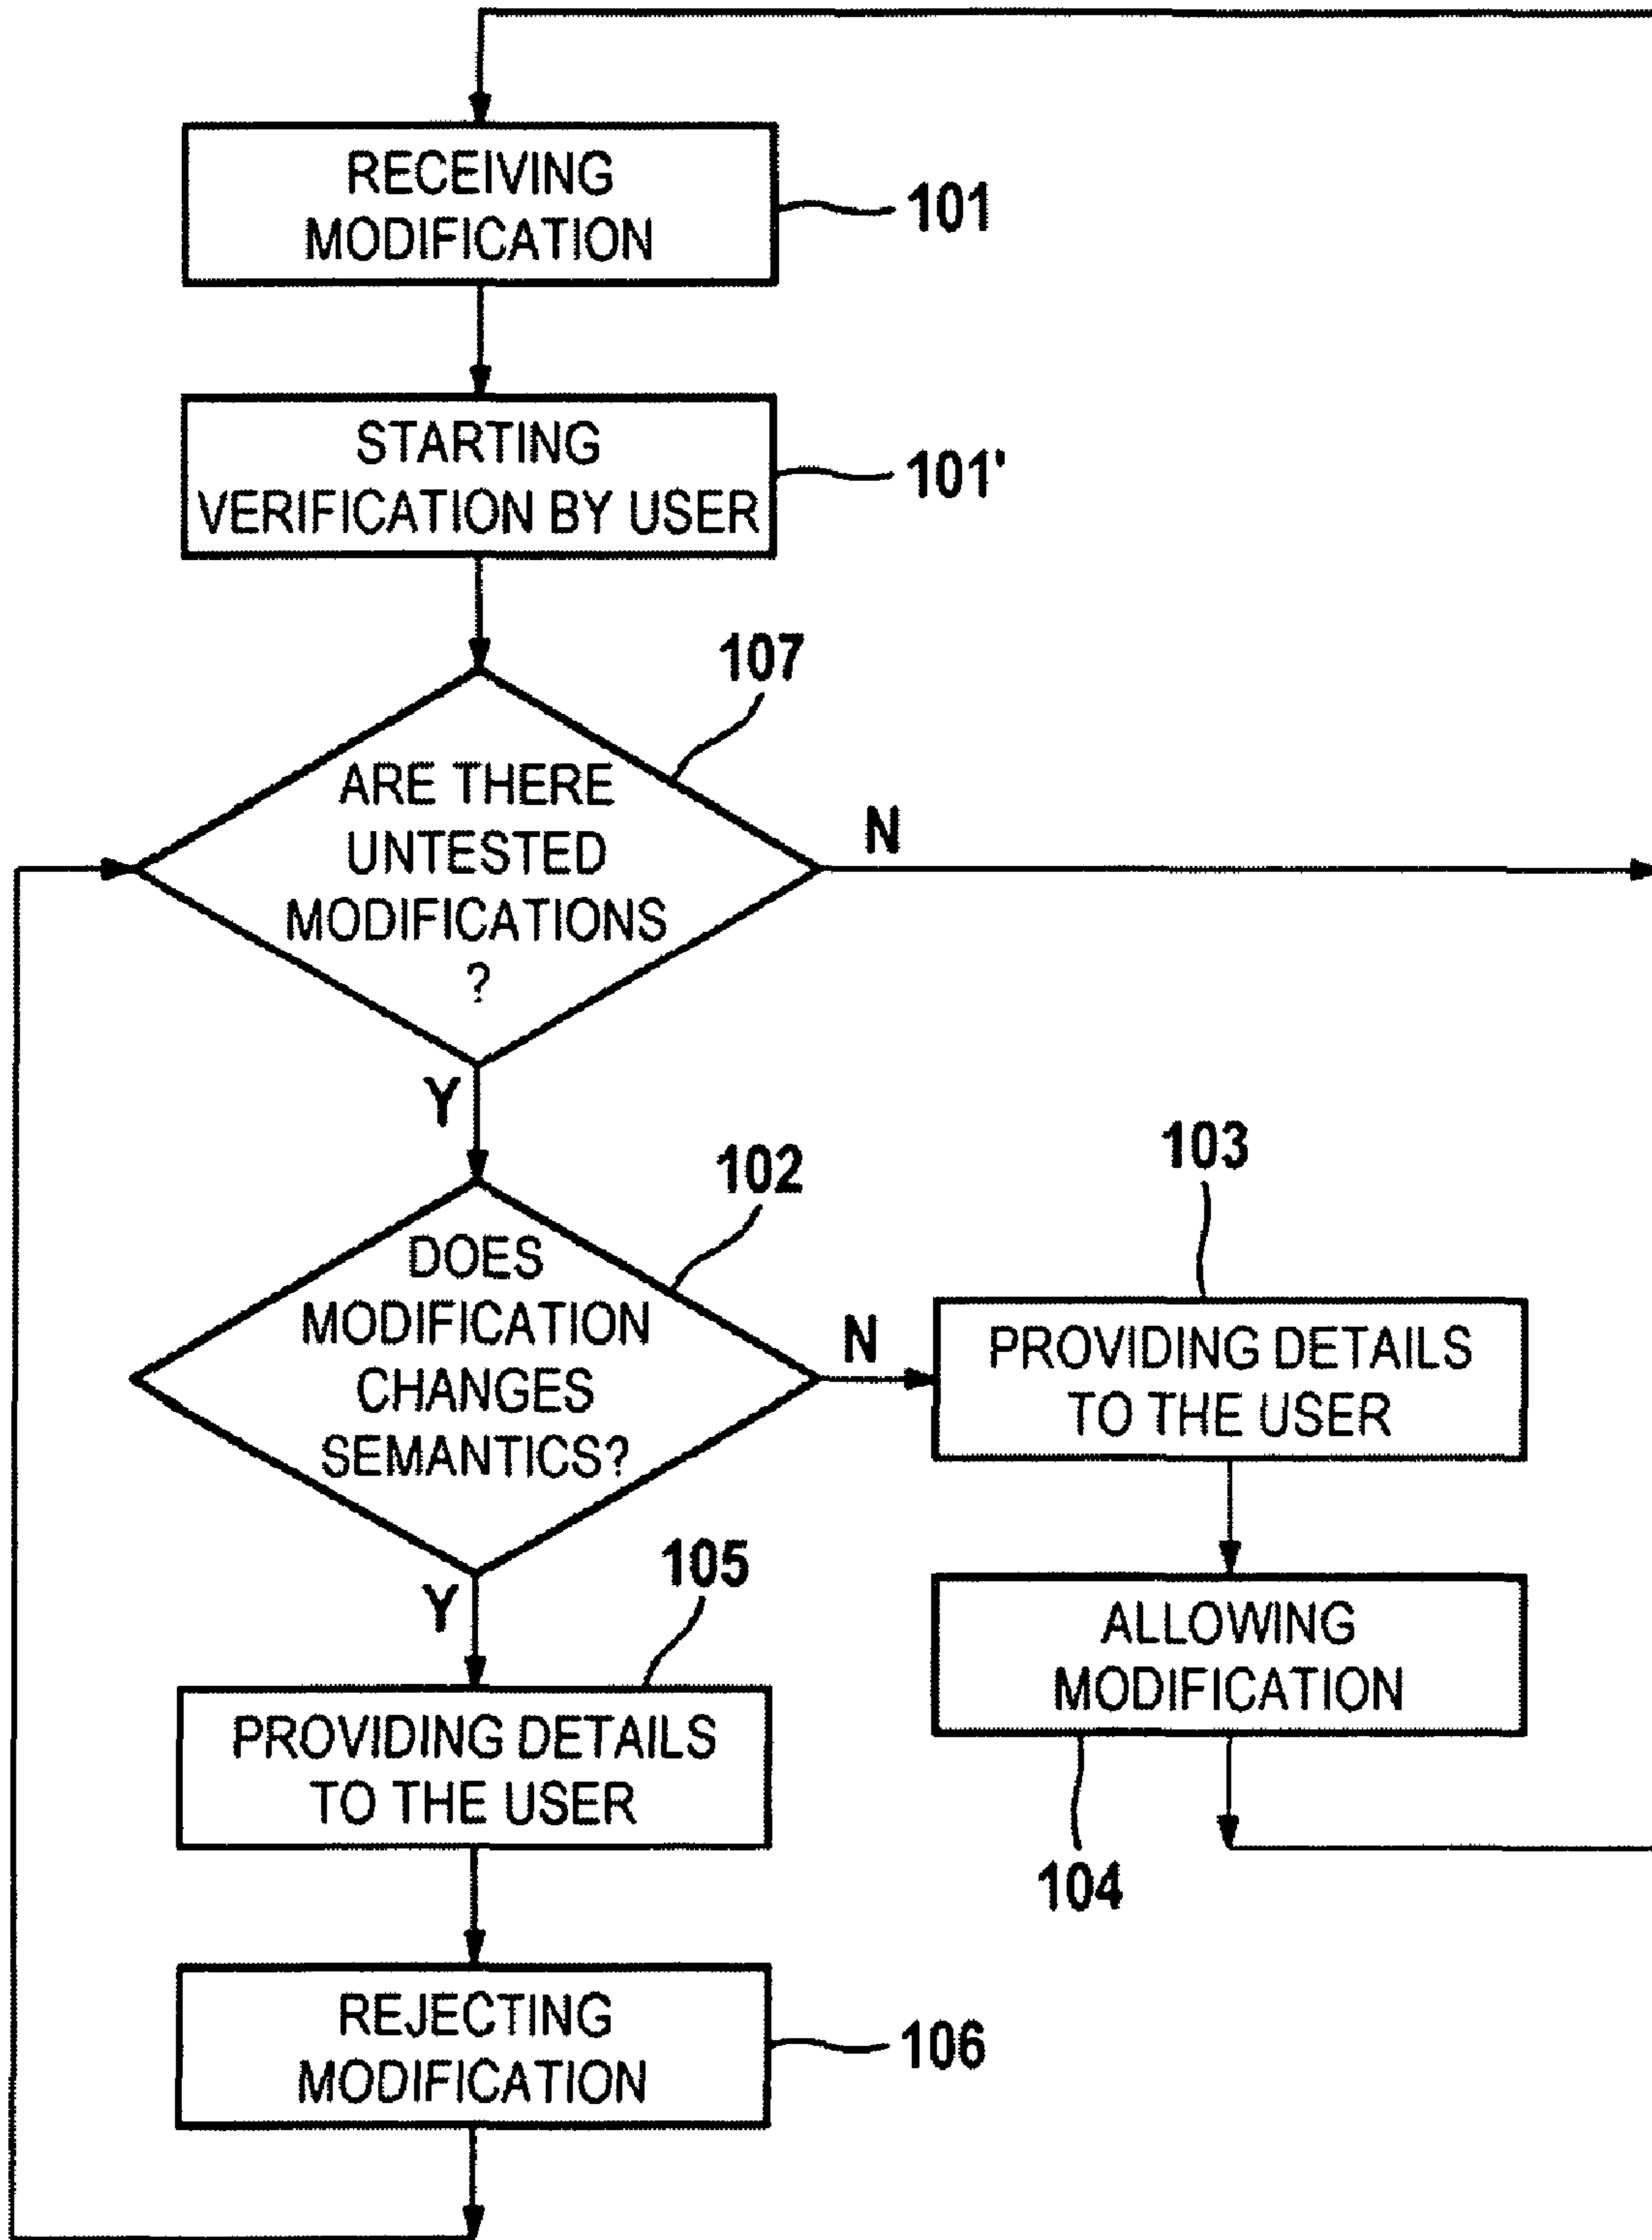 RECEIVING
MODIFICATION
101
STARTING
VERIFICATION BY USER
101'
107
ARE THERE
UNTESTED
MODIFICATIONS
?
N
Y
102
DOES
MODIFICATION
CHANGES
SEMANTICS?
N
103
PROVIDING DETAILS
TO THE USER
Y
105
ALLOWING
MODIFICATION
104
PROVIDING DETAILS
TO THE USER
REJECTING
MODIFICATION
106